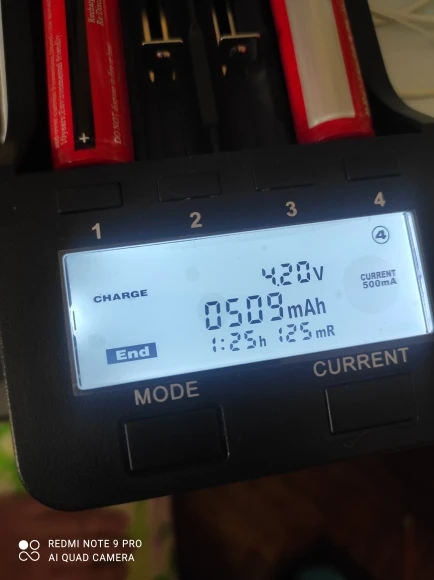 +
1 2 3 4
④
4.20v
CHARGE
CURRENT
500mA
0509mAh
End
1:25h 125mR
MODE
CURRENT
REDMI NOTE 9 PRO
AI QUAD CAMERA